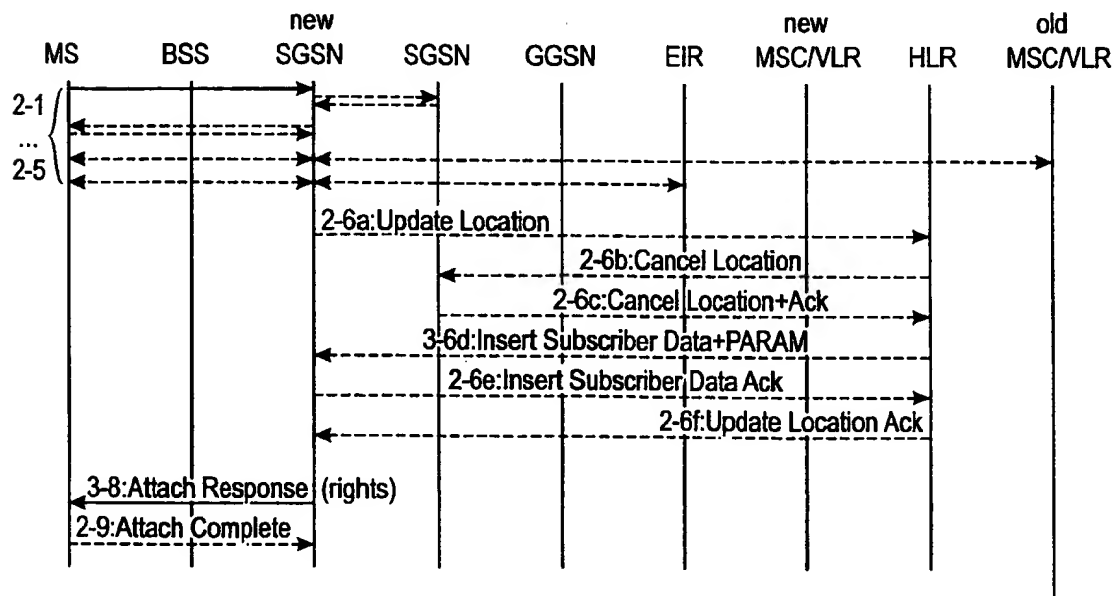 new new old
MS BSS SGSN SGSN GGSN EIR MSC/VLR HLR MSC/VLR
2-1
...
2-5
2-6a:Update Location
2-6b:Cancel Location
2-6c:Cancel Location+Ack
3-6d:Insert Subscriber Data+PARAM
2-6e:Insert Subscriber Data Ack
2-6f:Update Location Ack
3-8:Attach Response (rights)
2-9:Attach Complete